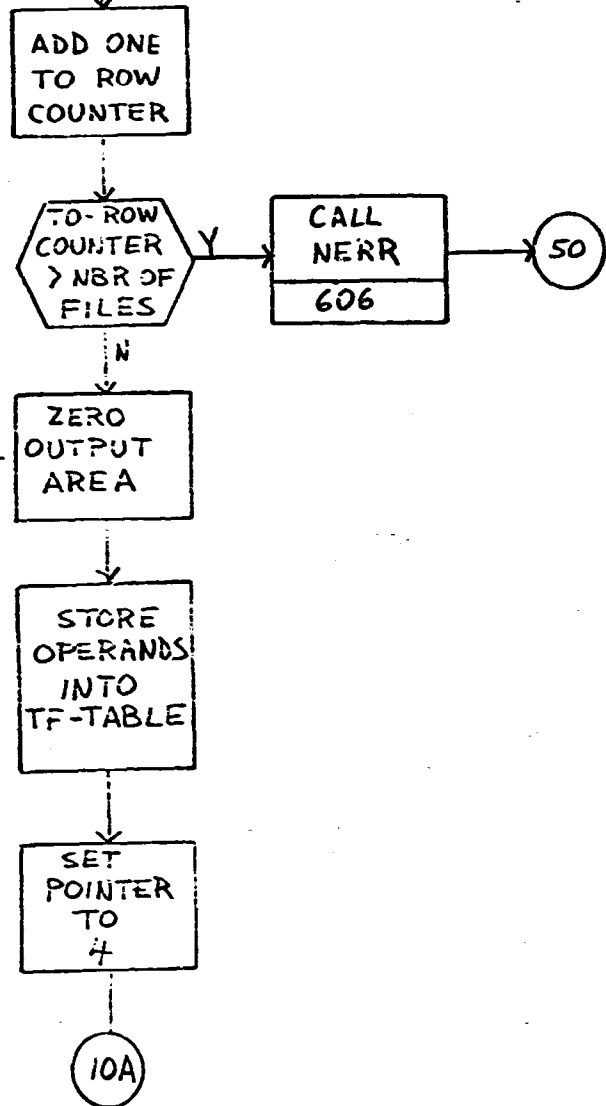 ADD ONE
TO ROW
COUNTER
TO-ROW
COUNTER
> NBR OF
FILES
Y
CALL
NERR
606
50
N
ZERO
OUTPUT
AREA
STORE
OPERANDS
INTO
TF-TABLE
SET
POINTER
TO
4
10A